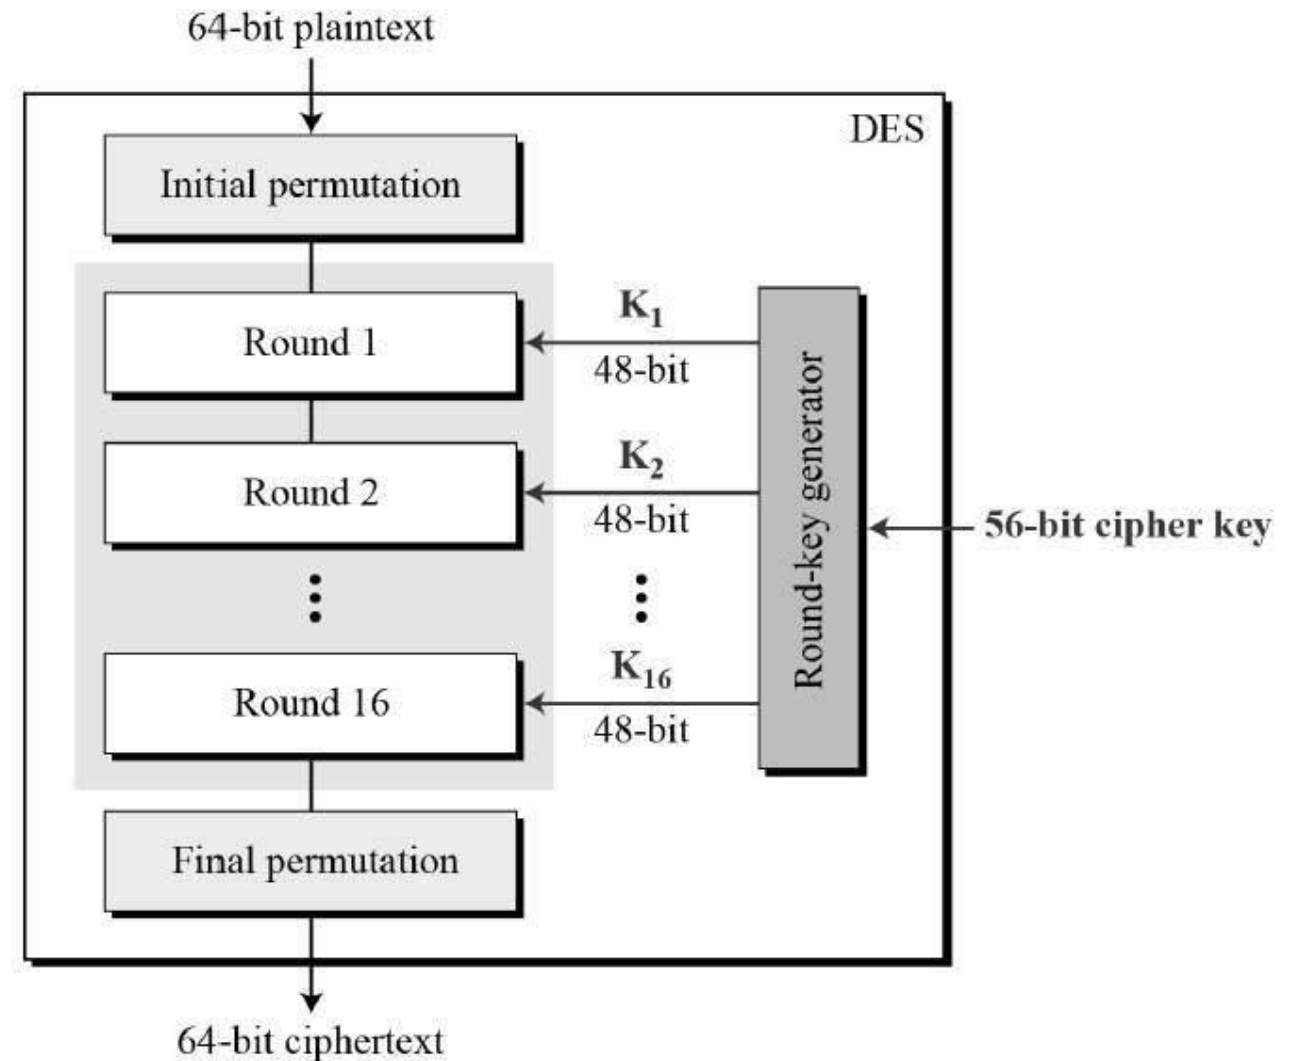 64-bit plaintext
DES
Initial permutation
Round 1
K₁
48-bit
Round 2
K₂
48-bit
Round-key generator
56-bit cipher key
Round 16
K₁₆
48-bit
Final permutation
64-bit ciphertext